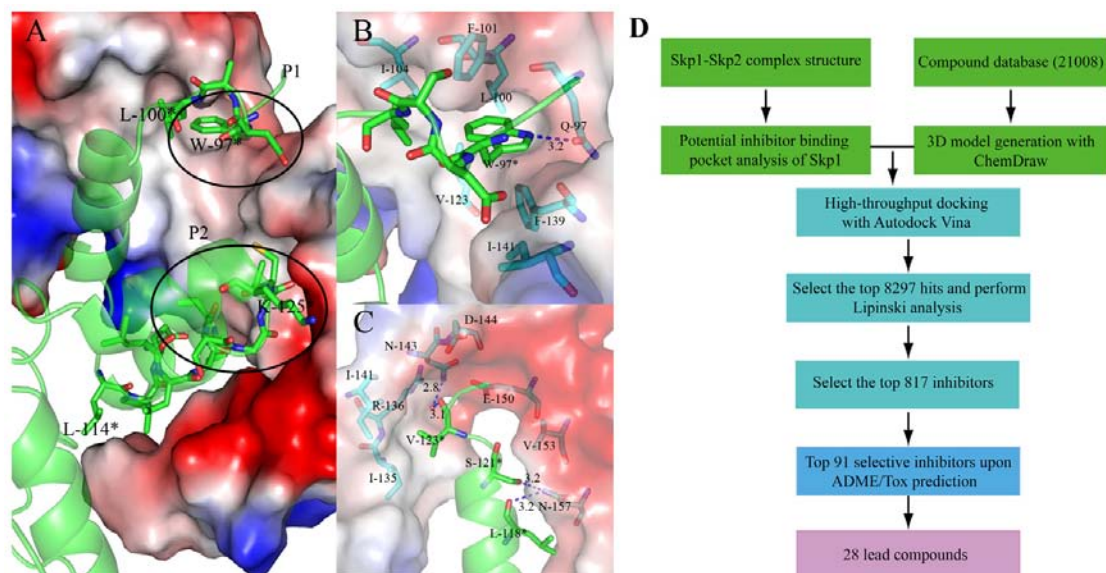 A
P1
L-100*
W-97*
P2
K-125
L-114*
B
F-101
I-104
L-100
Q-97
3.2
W-97*
V-123
F-139
I-141
C
D-144
N-143
2.8
I-141
E-150
R-136
3.1
V-123*
V-153
S-121*
I-135
3.2
3.2
N-157
L-118*
D
Skp1-Skp2 complex structure
Compound database (21008)
Potential inhibitor binding
pocket analysis of Skp1
3D model generation with
ChemDraw
High-throughput docking
with Autodock Vina
Select the top 8297 hits and perform
Lipinski analysis
Select the top 817 inhibitors
Top 91 selective inhibitors upon
ADME/Tox prediction
28 lead compounds